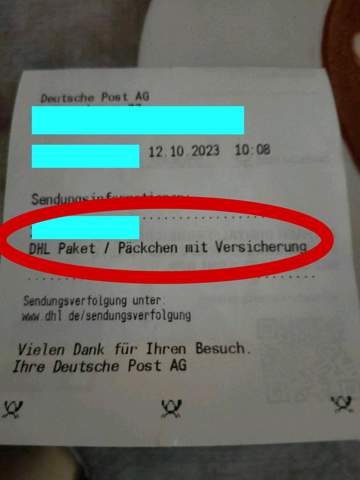 Deutsche Post AG
12.10.2023 10:08
Sendungsinformationen:
DHL Paket / Päckchen mit Versicherung
Sendungsverfolgung unter:
www.dhl.de/sendungsverfolgung
Vielen Dank für Ihren Besuch.
Ihre Deutsche Post AG